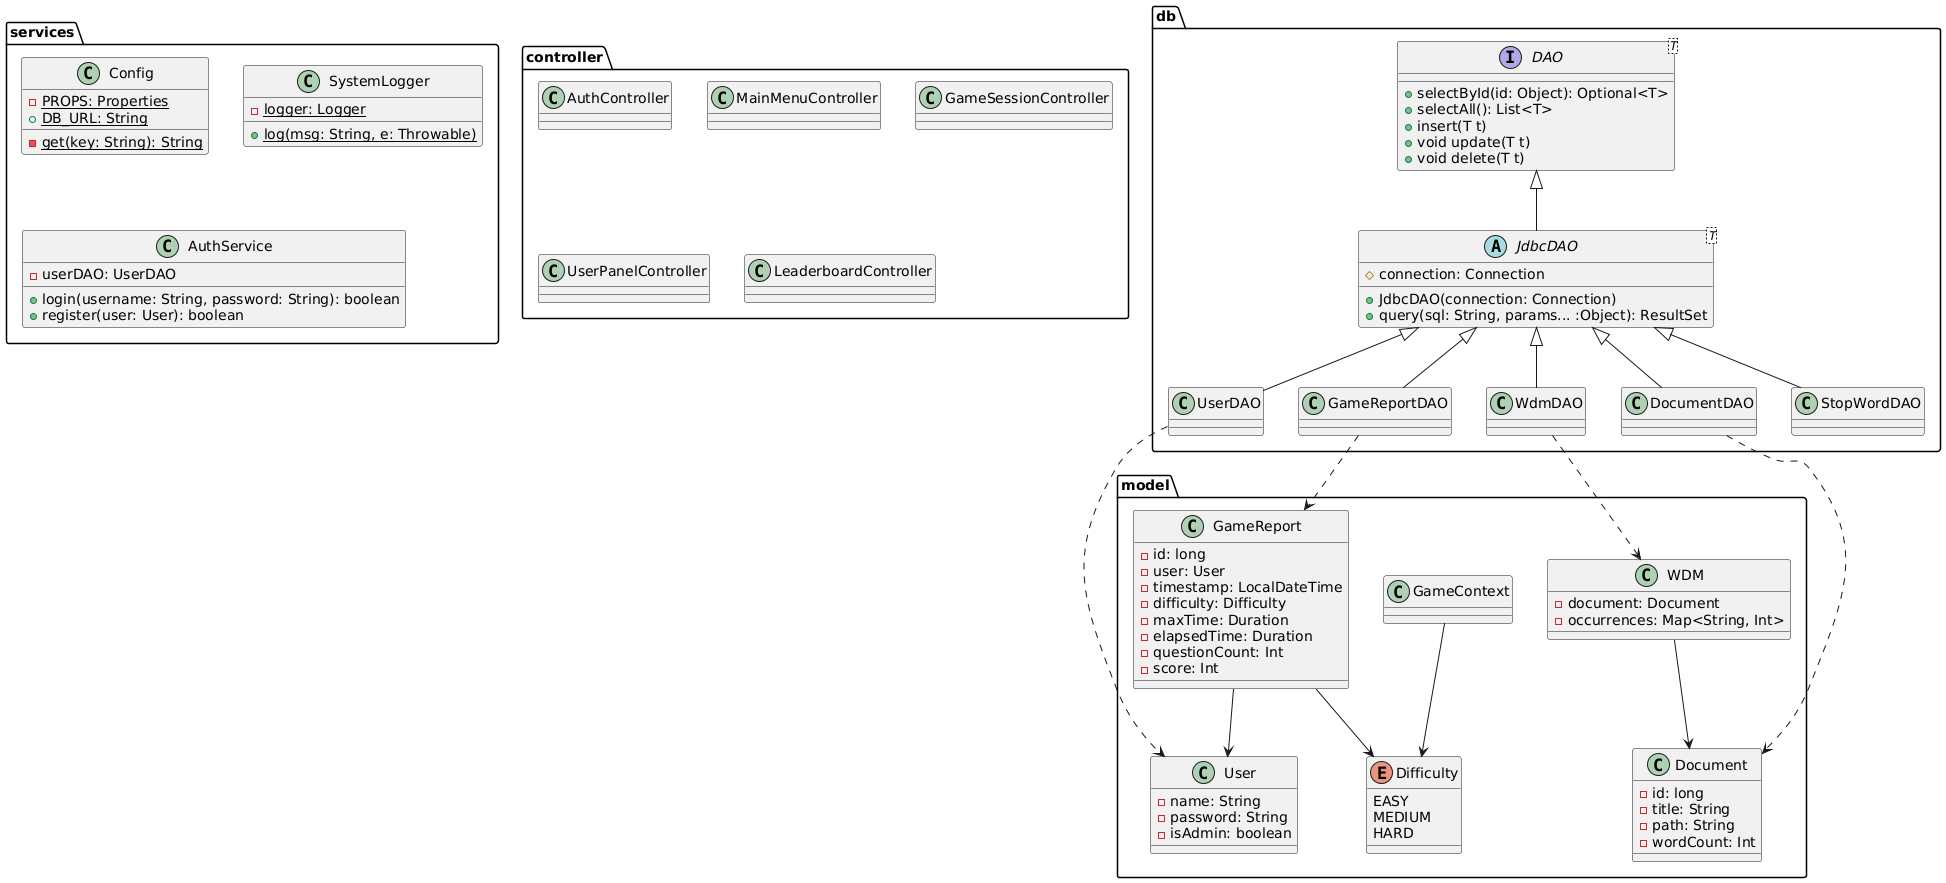 services
C Config
PROPS: Properties
DB_URL: String
get(key: String): String
C SystemLogger
logger: Logger
log(msg: String, e: Throwable)
C AuthService
userDAO: UserDAO
login(username: String, password: String): boolean
register(user: User): boolean
controller
C AuthController
C MainMenuController
C GameSessionController
C UserPanelController
C LeaderboardController
db
I DAO
T
selectById(id: Object): Optional<T>
selectAll(): List<T>
insert(T t)
void update(T t)
void delete(T t)
A JdbcDAO
T
connection: Connection
JdbcDAO(connection: Connection)
query(sql: String, params... :Object): ResultSet
C UserDAO
C GameReportDAO
C WdmDAO
C DocumentDAO
C StopWordDAO
model
C GameReport
id: long
user: User
timestamp: LocalDateTime
difficulty: Difficulty
maxTime: Duration
elapsedTime: Duration
questionCount: Int
score: Int
C GameContext
C WDM
document: Document
occurrences: Map<String, Int>
C User
name: String
password: String
isAdmin: boolean
E Difficulty
EASY
MEDIUM
HARD
C Document
id: long
title: String
path: String
wordCount: Int